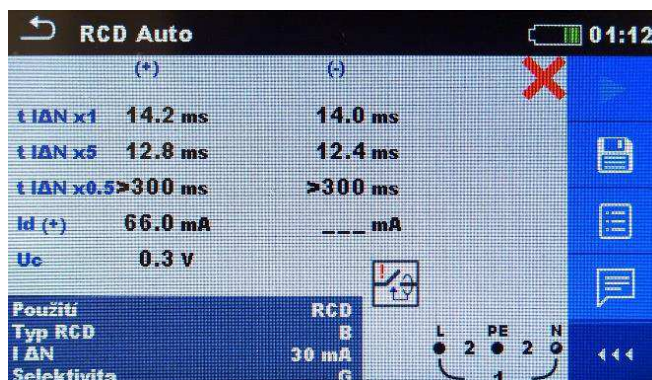 RCD Auto 01:12
(+) (-)
t IΔN x1 14.2 ms 14.0 ms
t IΔN x5 12.8 ms 12.4 ms
t IΔN x0.5 >300 ms >300 ms
Id (+) 66.0 mA ___ mA
Uc 0.3 V
Použití RCD
Typ RCD B
I ΔN 30 mA
Selektivita G
L PE N
2 2
1